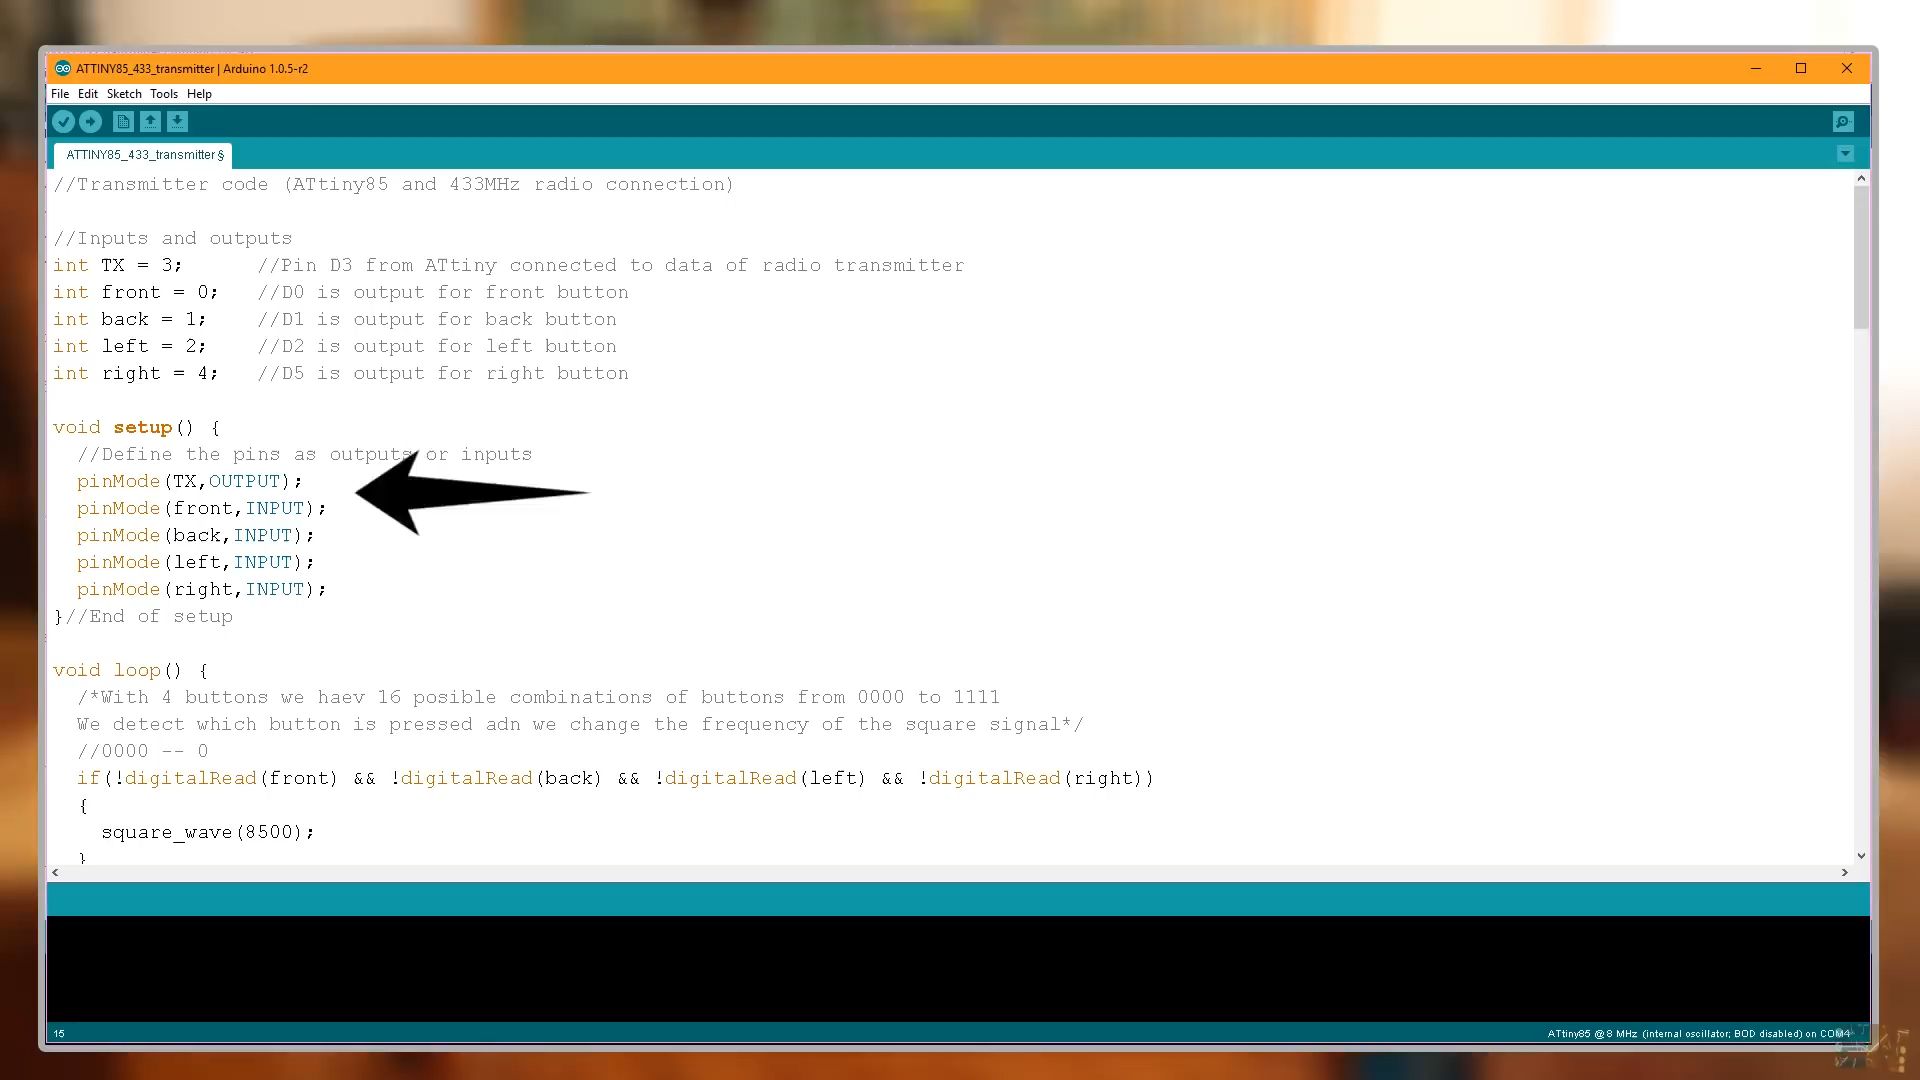 ATTINY85_433_transmitter | Arduino 1.0.5-r2
File Edit Sketch Tools Help
ATTINY85_433_transmitter §
//Transmitter code (ATtiny85 and 433MHz radio connection)
//Inputs and outputs
int TX = 3; //Pin D3 from ATtiny connected to data of radio transmitter
int front = 0; //D0 is output for front button
int back = 1; //D1 is output for back button
int left = 2; //D2 is output for left button
int right = 4; //D5 is output for right button
void setup() {
//Define the pins as outputs or inputs
pinMode(TX,OUTPUT);
pinMode(front,INPUT);
pinMode(back,INPUT);
pinMode(left,INPUT);
pinMode(right,INPUT);
}//End of setup
void loop() {
/*With 4 buttons we haev 16 posible combinations of buttons from 0000 to 1111
We detect which button is pressed adn we change the frequency of the square signal*/
//0000 -- 0
if(!digitalRead(front) && !digitalRead(back) && !digitalRead(left) && !digitalRead(right))
{
square_wave(8500);
}
15
ATtiny85 @ 8 MHz (internal oscillator; BOD disabled) on COM4